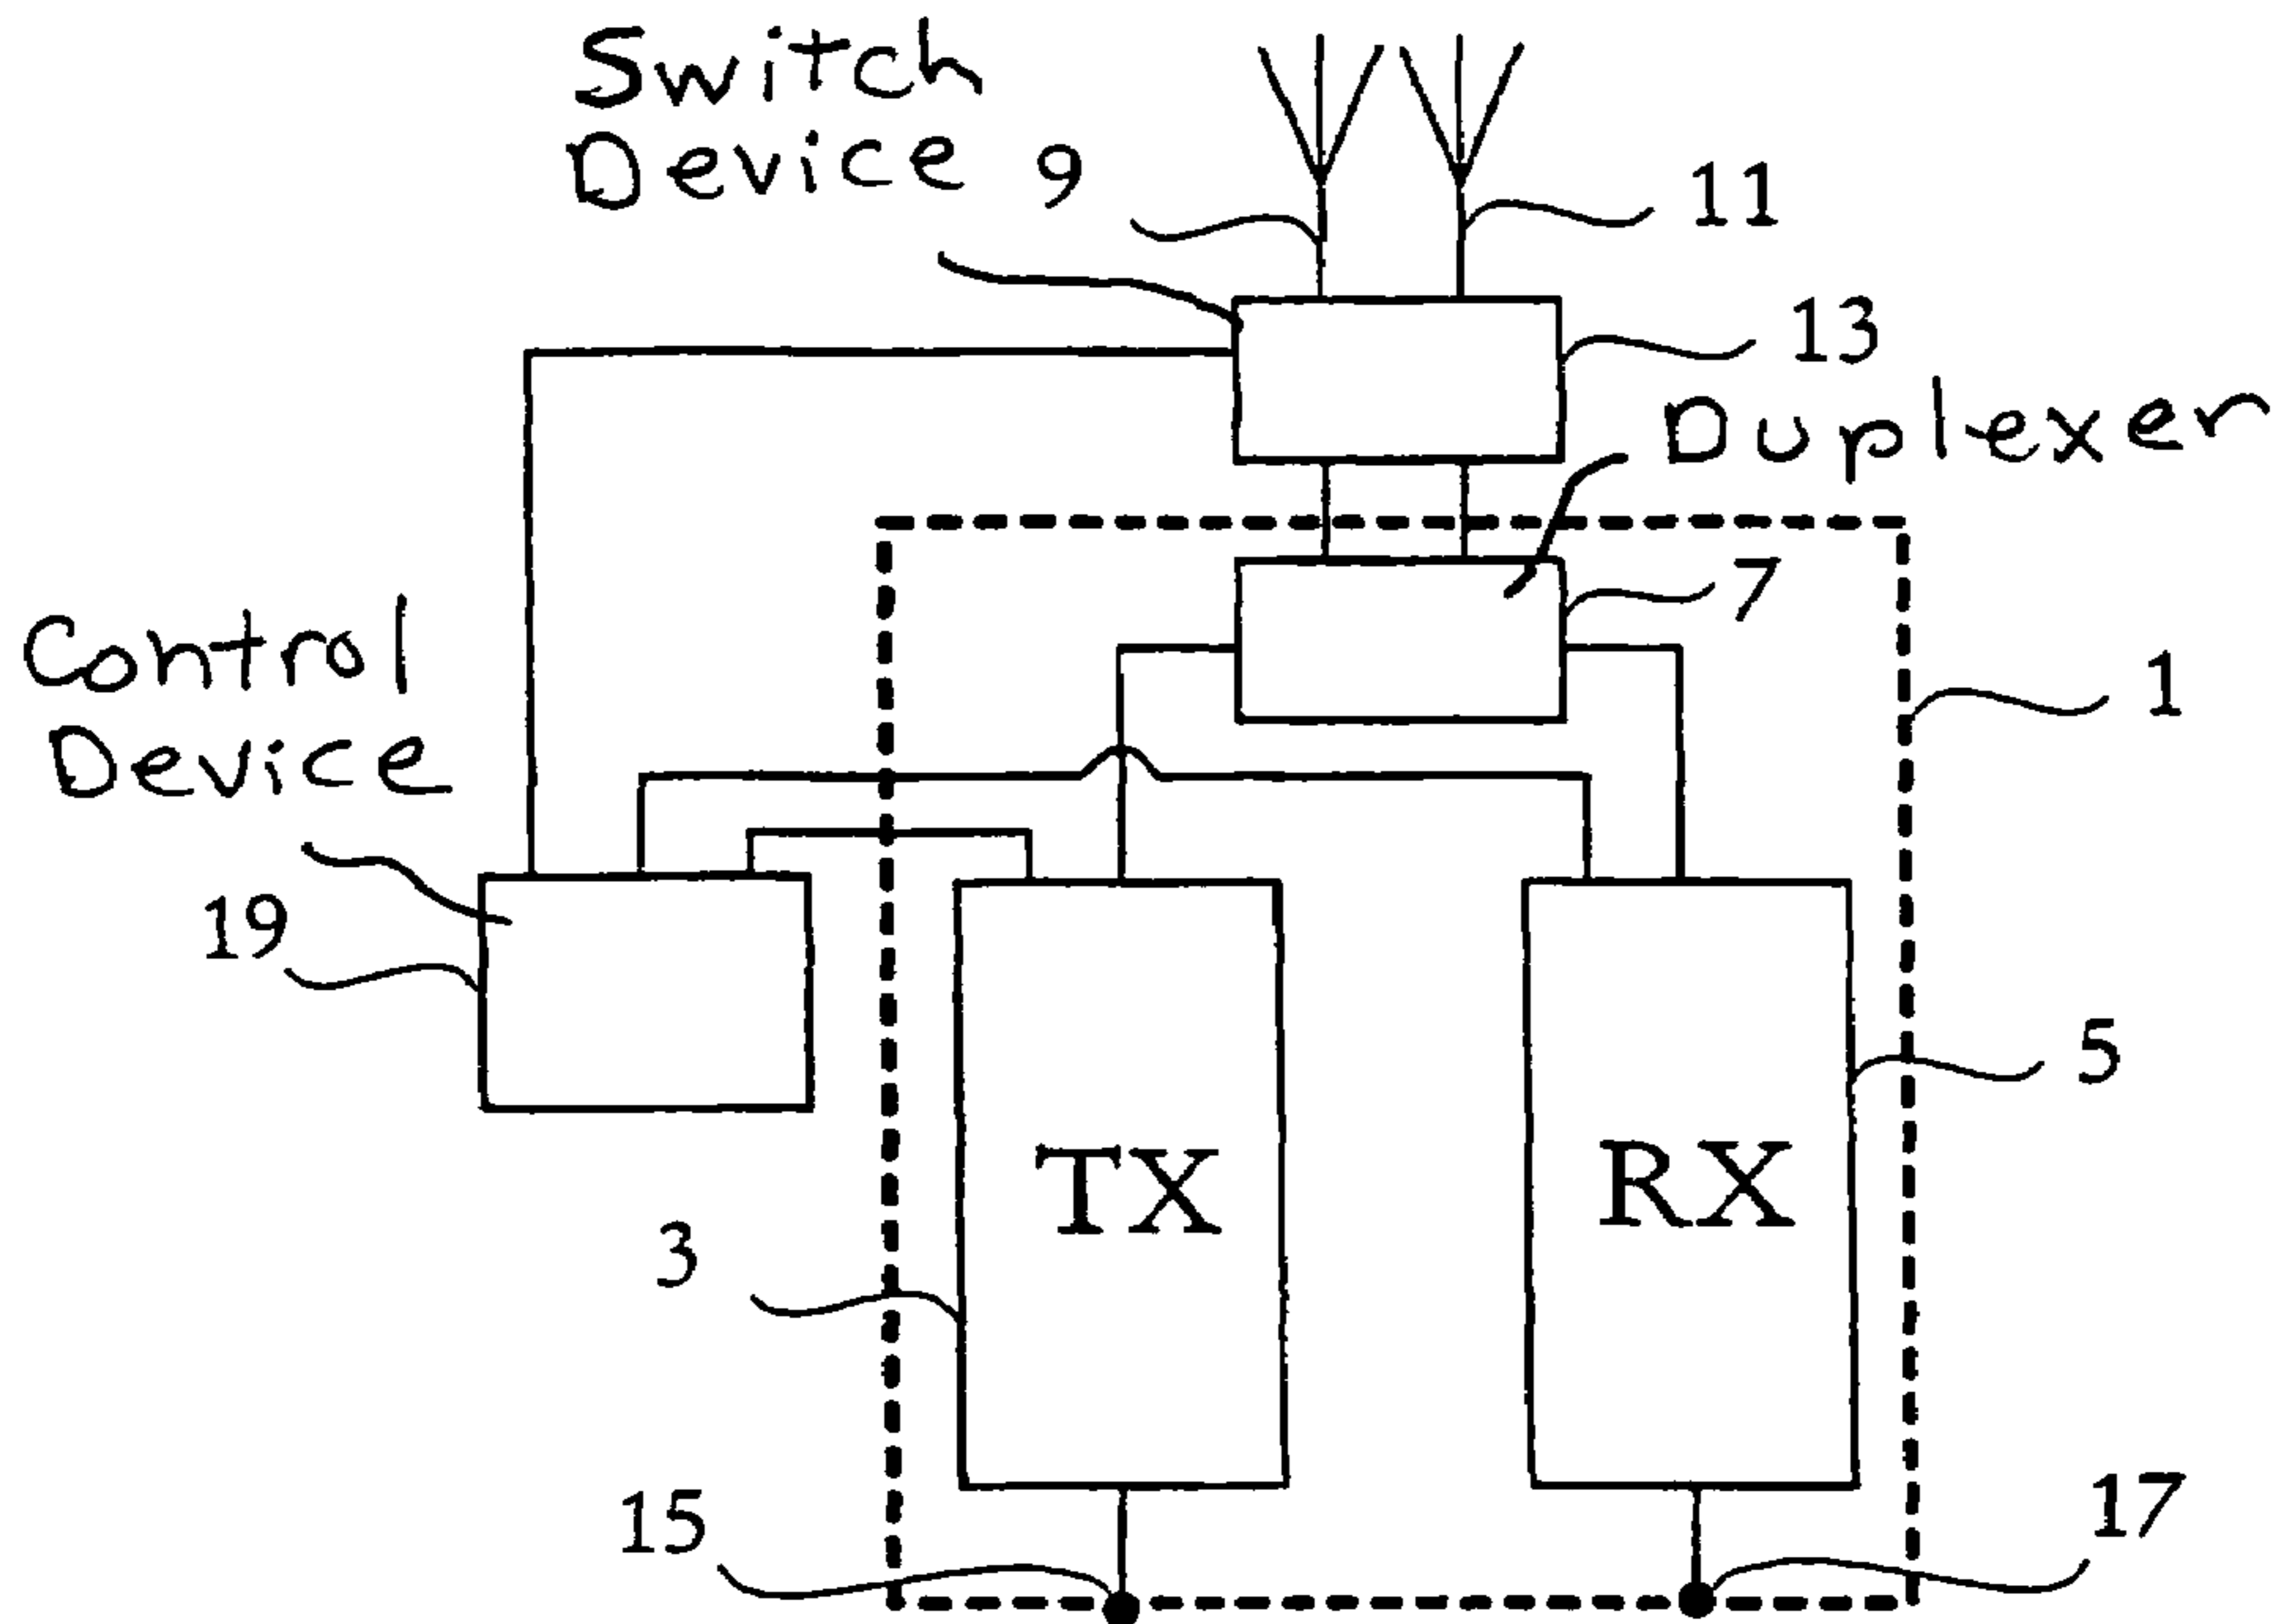 Switch
Device
9
11
13
Duplexer
7
Control
Device
1
19
5
TX
RX
3
15
17